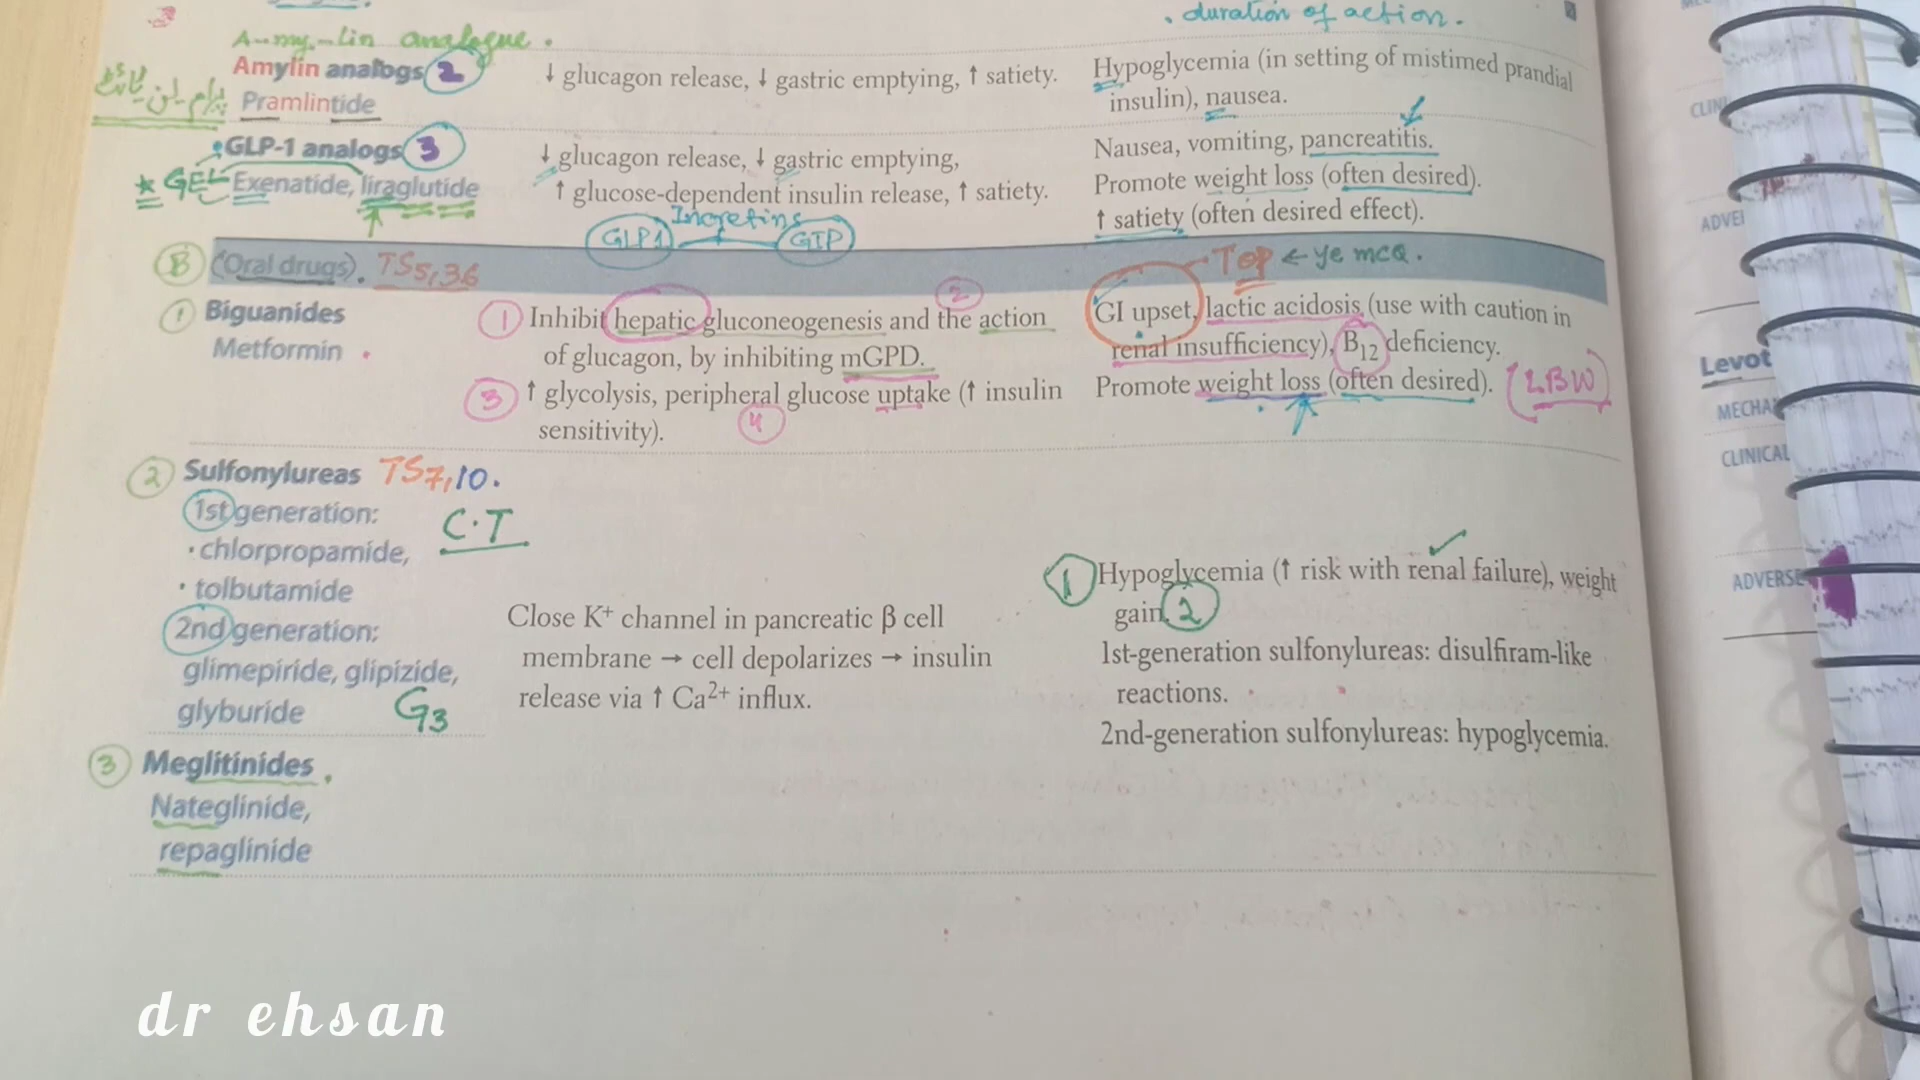 . duration of action.
A-my-lin analogue.
Amylin analogs 2
Pramlintide
↓ glucagon release, ↓ gastric emptying, ↑ satiety.
Hypoglycemia (in setting of mistimed prandial
insulin), nausea.
GLP-1 analogs 3
GEL Exenatide, liraglutide
↓ glucagon release, ↓ gastric emptying,
↑ glucose-dependent insulin release, ↑ satiety.
Nausea, vomiting, pancreatitis.
Promote weight loss (often desired).
↑ satiety (often desired effect).
Incretins
GLP1 GIP
B (Oral drugs). TS5,36
Top ← ye mcq.
1 Biguanides
Metformin
1 Inhibit hepatic gluconeogenesis and the action 2
of glucagon, by inhibiting mGPD.
3 ↑ glycolysis, peripheral glucose uptake (↑ insulin
sensitivity). 4
GI upset, lactic acidosis (use with caution in
renal insufficiency), B12 deficiency.
Promote weight loss (often desired). LBW
2 Sulfonylureas TS7,10.
1st generation:
chlorpropamide, C.T
tolbutamide
2nd generation:
glimepiride, glipizide,
glyburide G3
Close K+ channel in pancreatic β cell
membrane → cell depolarizes → insulin
release via ↑ Ca2+ influx.
1 Hypoglycemia (↑ risk with renal failure), weight
gain. 2
1st-generation sulfonylureas: disulfiram-like
reactions.
2nd-generation sulfonylureas: hypoglycemia.
3 Meglitinides.
Nateglinide,
repaglinide
Levot
CLINICAL
ADVERSE
dr ehsan